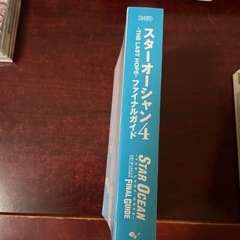 スターオーシャン4
-THE LAST HOPE-ファイナルガイド
STAR OCEAN
FINAL GUIDE